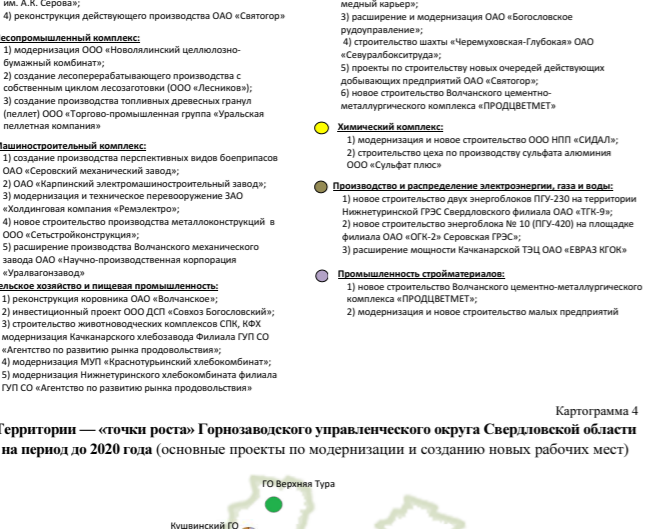 им. А.К. Серова»;
4) реконструкция действующего производства ОАО «Святогор»
есопромышленный комплекс:
1) модернизация ООО «Новолялинский целлюлозно-
бумажный комбинат»;
2) создание лесоперерабатывающего производства с
собственным циклом лесозаготовки (ООО «Лесников»);
3) создание производства топливных древесных гранул
(пеллет) ООО «Торгово-промышленная группа «Уральская
пеллетная компания»
Машиностроительный комплекс:
1) создание производства перспективных видов боеприпасов
ОАО «Серовский механический завод»;
2) ОАО «Карпинский электромашиностроительный завод»;
3) модернизация и техническое перевооружение ЗАО
«Холдинговая компания «Ремэлектро»;
4) новое строительство производства металлоконструкций в
ООО «Сетьстройконструкция»;
5) расширение производства Волчанского механического
завода ОАО «Научно-производственная корпорация
«Уралвагонзавод»
ельское хозяйство и пищевая промышленность:
1) реконструкция коровника ОАО «Волчанское»;
2) инвестиционный проект ООО ДСП «Совхоз Богословский»;
3) строительство животноводческих комплексов СПК, КФХ
модернизация Качканарского хлебозавода Филиала ГУП СО
«Агентство по развитию рынка продовольствия»;
4) модернизация МУП «Краснотурьинский хлебокомбинат»;
5) модернизация Нижнетуринского хлебокомбината филиала
ГУП СО «Агентство по развитию рынка продовольствия»
медный карьер»;
3) расширение и модернизация ОАО «Богословское
рудоуправление»;
4) строительство шахты «Черемуховская-Глубокая» ОАО
«Севуралбокситруда»;
5) проекты по строительству новых очередей действующих
добывающих предприятий ОАО «Святогор»;
6) новое строительство Волчанского цементно-
металлургического комплекса «ПРОДЦВЕТМЕТ»
Химический комплекс:
1) модернизация и новое строительство ООО НПП «СИДАЛ»;
2) строительство цеха по производству сульфата алюминия
ООО «Сульфат плюс»
Производство и распределение электроэнергии, газа и воды:
1) новое строительство двух энергоблоков ПГУ-230 на территории
Нижнетуринской ГРЭС Свердловского филиала ОАО «ТГК-9»;
2) новое строительство энергоблока № 10 (ПГУ-420) на площадке
филиала ОАО «ОГК-2» Серовская ГРЭС»;
3) расширение мощности Качканарской ТЭЦ ОАО «ЕВРАЗ КГОК»
Промышленность стройматериалов:
1) новое строительство Волчанского цементно-металлургического
комплекса «ПРОДЦВЕТМЕТ»;
2) модернизация и новое строительство малых предприятий
Картограмма 4
Территории — «точки роста» Горнозаводского управленческого округа Свердловской области
на период до 2020 года (основные проекты по модернизации и созданию новых рабочих мест)
ГО Верхняя Тура
Кушвинский ГО